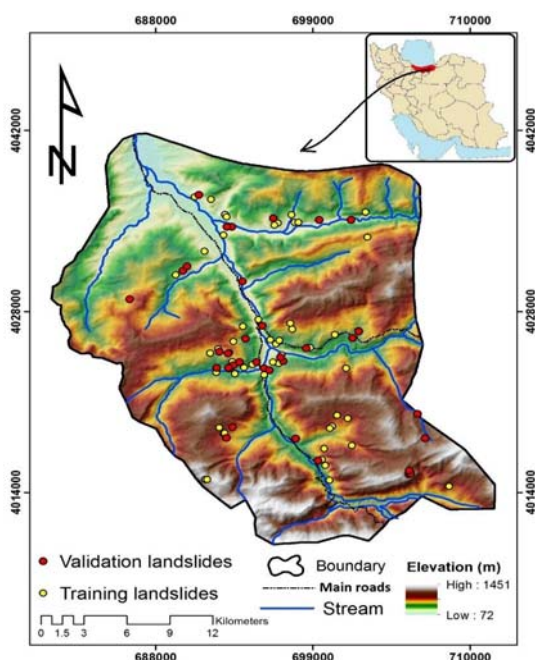 688000 699000 710000
4042000
4042000
N
4028000
4028000
4014000
4014000
Validation landslides
Training landslides
Boundary
Main roads
Stream
Elevation (m)
High : 1451
Low : 72
Kilometers
0 1.5 3 6 9 12
688000 699000 710000